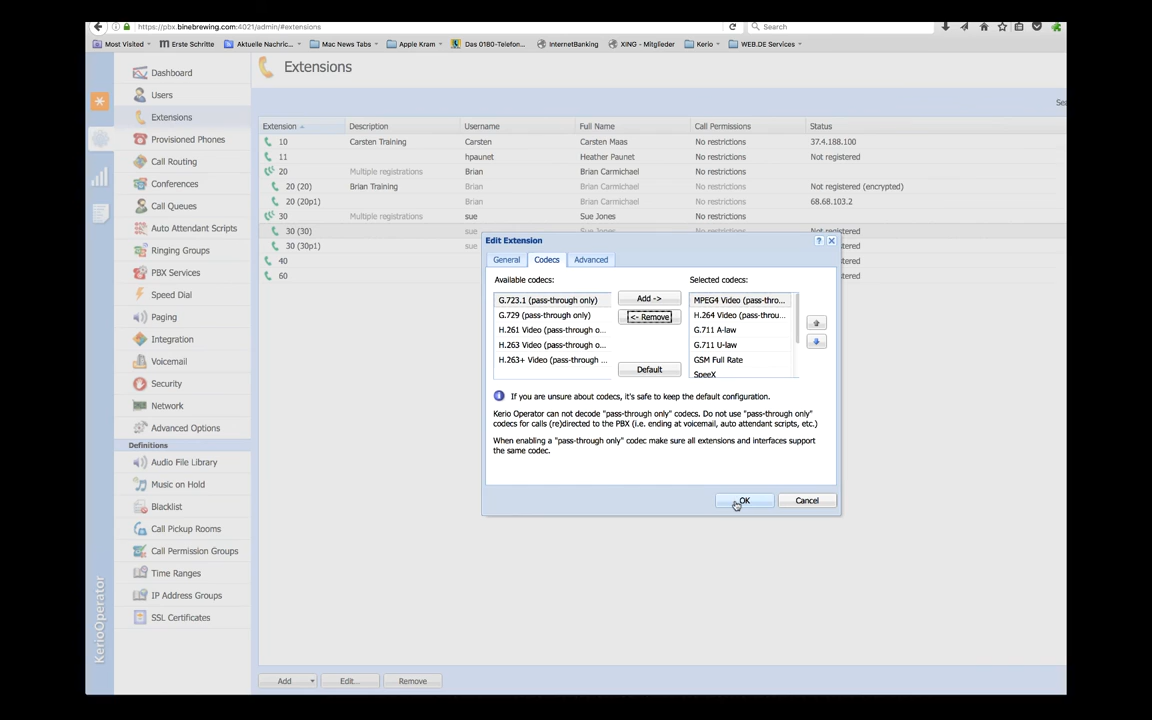 https://pbx.binebrewing.com:4021/admin/#extensions
Search
Most Visited
Erste Schritte
Aktuelle Nachric...
Mac News Tabs
Apple Kram
Das 0180-Telefon...
InternetBanking
XING - Mitglieder
Kerio
WEB.DE Services
Dashboard
Users
Extensions
Provisioned Phones
Call Routing
Conferences
Call Queues
Auto Attendant Scripts
Ringing Groups
PBX Services
Speed Dial
Paging
Integration
Voicemail
Security
Network
Advanced Options
Definitions
Audio File Library
Music on Hold
Blacklist
Call Pickup Rooms
Call Permission Groups
Time Ranges
IP Address Groups
SSL Certificates
KerioOperator
Extensions
Sea
Extension Description Username Full Name Call Permissions Status
10 Carsten Training Carsten Carsten Maas No restrictions 37.4.188.100
11 hpaunet Heather Paunet No restrictions Not registered
20 Multiple registrations Brian Brian Carmichael No restrictions
20 (20) Brian Training Brian Brian Carmichael No restrictions Not registered (encrypted)
20 (20p1) Brian Brian Carmichael No restrictions 68.68.103.2
30 Multiple registrations sue Sue Jones No restrictions
30 (30) sue Sue Jones No restrictions Not registered
30 (30p1) sue stered
40 stered
60 stered
Edit Extension
General Codecs Advanced
Available codecs:
G.723.1 (pass-through only)
G.729 (pass-through only)
H.261 Video (pass-through o...
H.263 Video (pass-through o...
H.263+ Video (pass-through ...
Add ->
<- Remove
Default
Selected codecs:
MPEG4 Video (pass-thro...
H.264 Video (pass-throu...
G.711 A-law
G.711 U-law
GSM Full Rate
SpeeX
If you are unsure about codecs, it's safe to keep the default configuration.
Kerio Operator can not decode "pass-through only" codecs. Do not use "pass-through only"
codecs for calls (re)directed to the PBX (i.e. ending at voicemail, auto attendant scripts, etc.)
When enabling a "pass-through only" codec make sure all extensions and interfaces support
the same codec.
OK Cancel
Add Edit... Remove